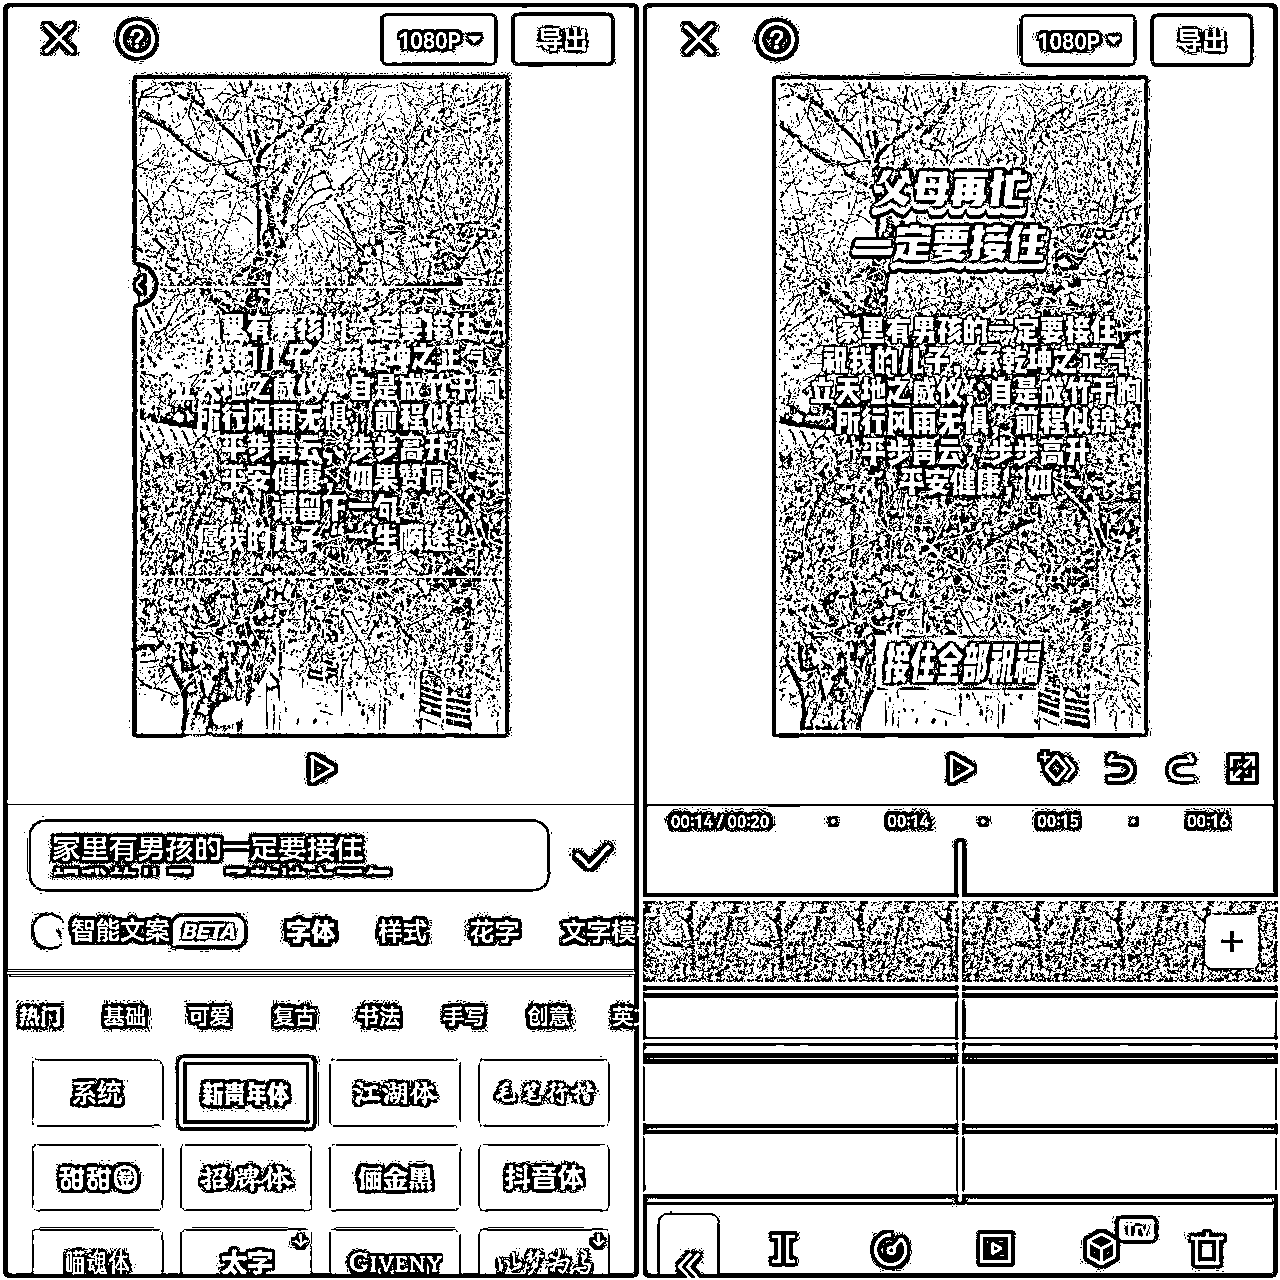 1080P
导出
家里有男孩的一定要接住
祝我的儿子，承乾坤之正气
立天地之威仪，自是成竹于胸
所行风雨无惧，前程似锦
平步青云，步步高升
平安健康，如果赞同
请留下一句
愿我的儿子，一生顺遂
家里有男孩的一定要接住
智能文案 BETA 字体 样式 花字 文字模
热门 基础 可爱 复古 书法 手写 创意 英
系统 新青年体 江湖体 毛笔行楷
甜甜圈 招牌体 俪金黑 抖音体
喵魂体 太字 GIVENY
1080P
导出
父母再忙
一定要接住
家里有男孩的一定要接住
祝我的儿子，承乾坤之正气
立天地之威仪，自是成竹于胸
所行风雨无惧，前程似锦
平步青云，步步高升
平安健康，如
接住全部祝福
00:14/00:20 00:14 00:15 00:16
Try